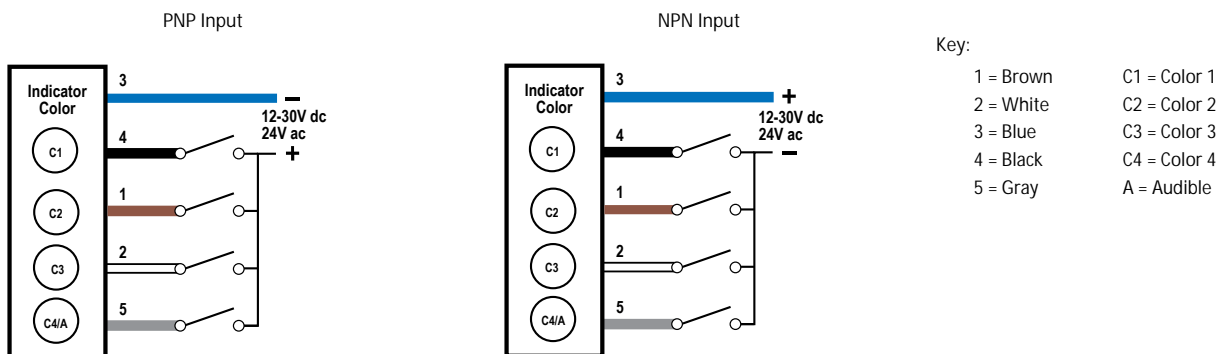 PNP Input
Indicator
Color
3
−
12-30V dc
24V ac
+
C1
4
C2
1
C3
2
C4/A
5
NPN Input
Indicator
Color
3
+
12-30V dc
24V ac
−
C1
4
C2
1
C3
2
C4/A
5
Key:
1 = Brown C1 = Color 1
2 = White C2 = Color 2
3 = Blue C3 = Color 3
4 = Black C4 = Color 4
5 = Gray A = Audible